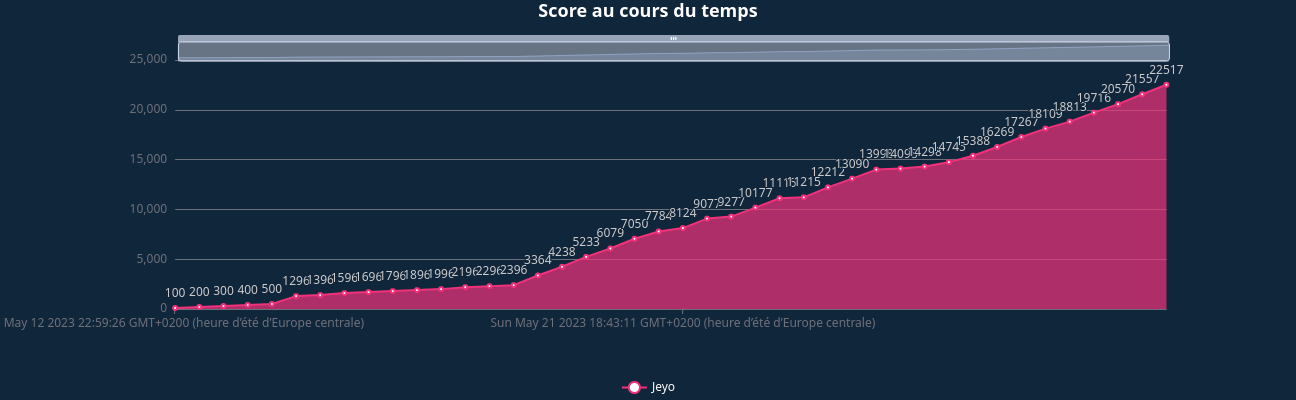 Score au cours du temps
25,000
20,000
15,000
10,000
5,000
0
100 200 300 400 500 1296 1396 1596 1696 1796 1896 1996 2196 2296 2396 3364 4238 5233 6079 7050 7784 8124 9077 9277 10177 11115 11215 12212 13090 13993 14093 14293 14743 15388 16269 17267 18109 18813 19716 20570 21557 22517
May 12 2023 22:59:26 GMT+0200 (heure d'été d'Europe centrale)
Sun May 21 2023 18:43:11 GMT+0200 (heure d'été d'Europe centrale)
Jeyo